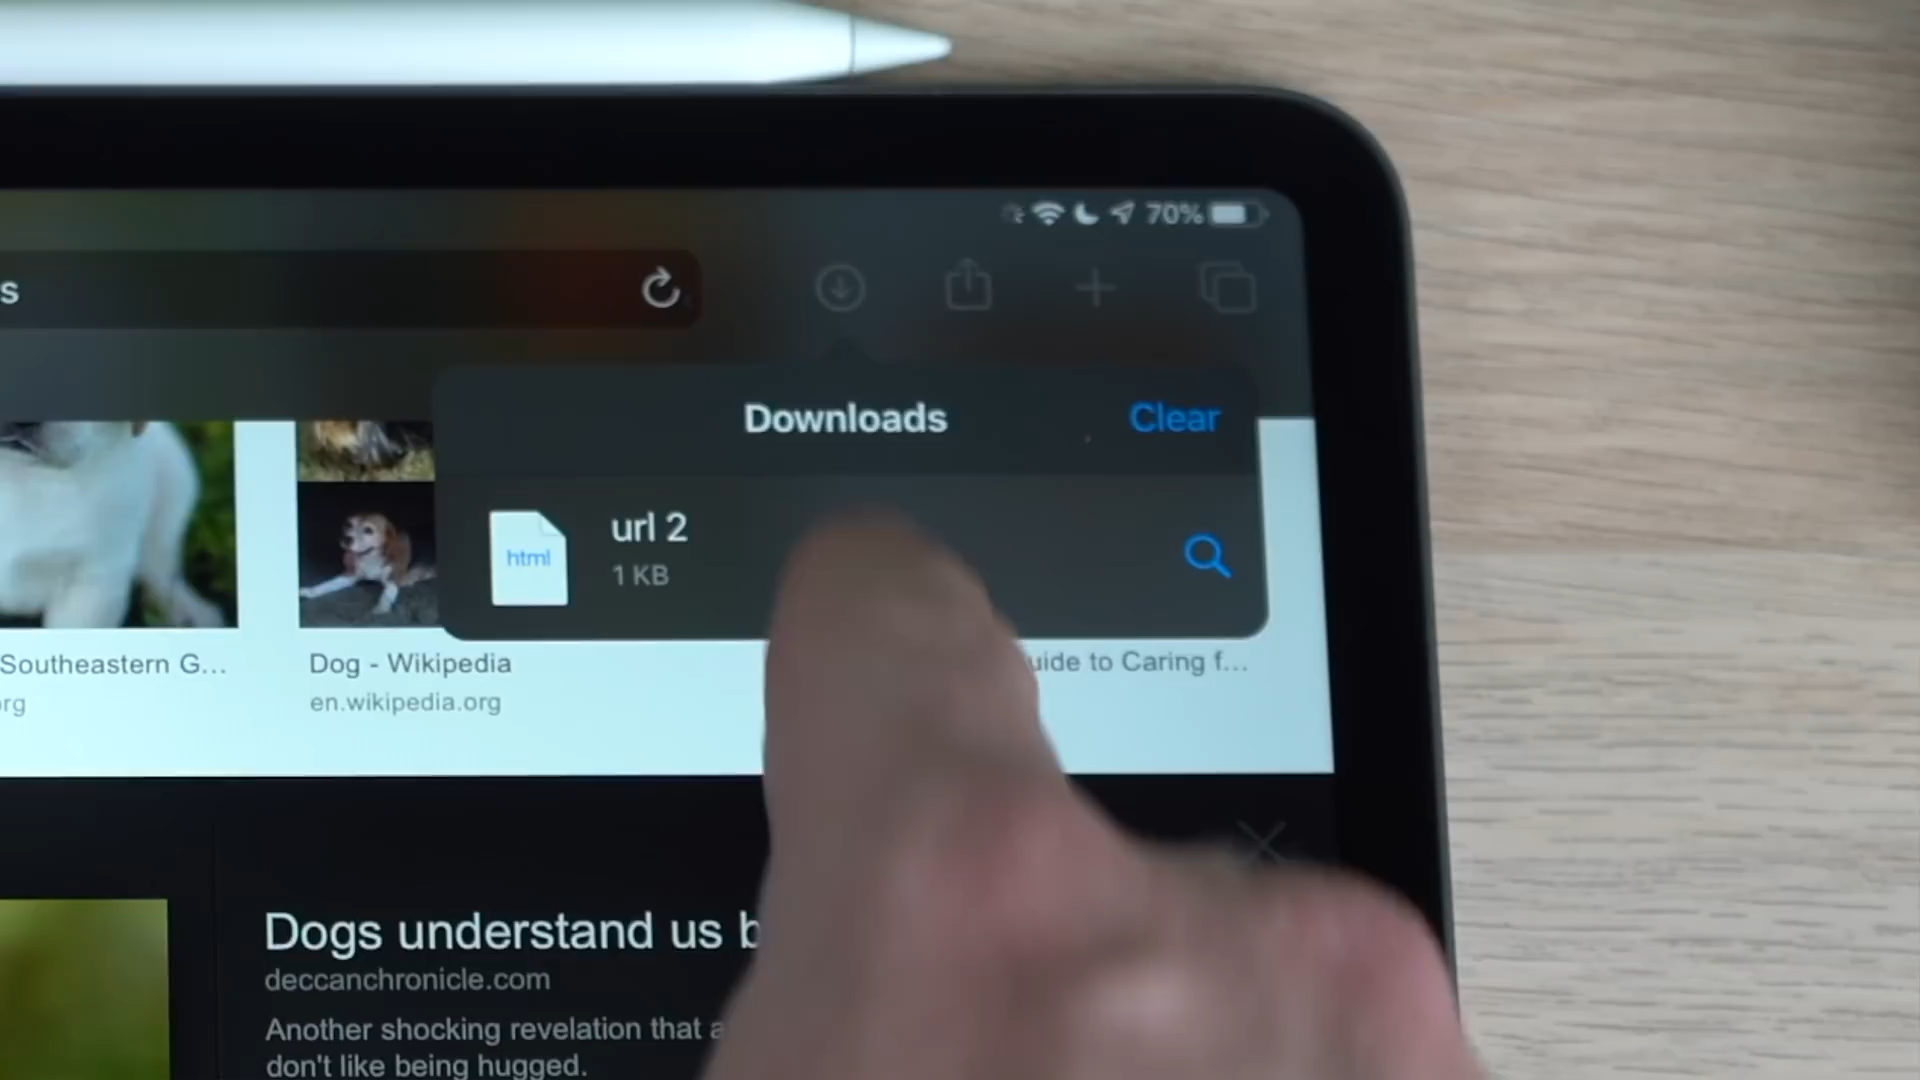 70%
s
Downloads
Clear
html
url 2
1 KB
Southeastern G...
Dog - Wikipedia
uide to Caring f...
rg
en.wikipedia.org
Dogs understand us b
deccanchronicle.com
Another shocking revelation that a
don't like being hugged.